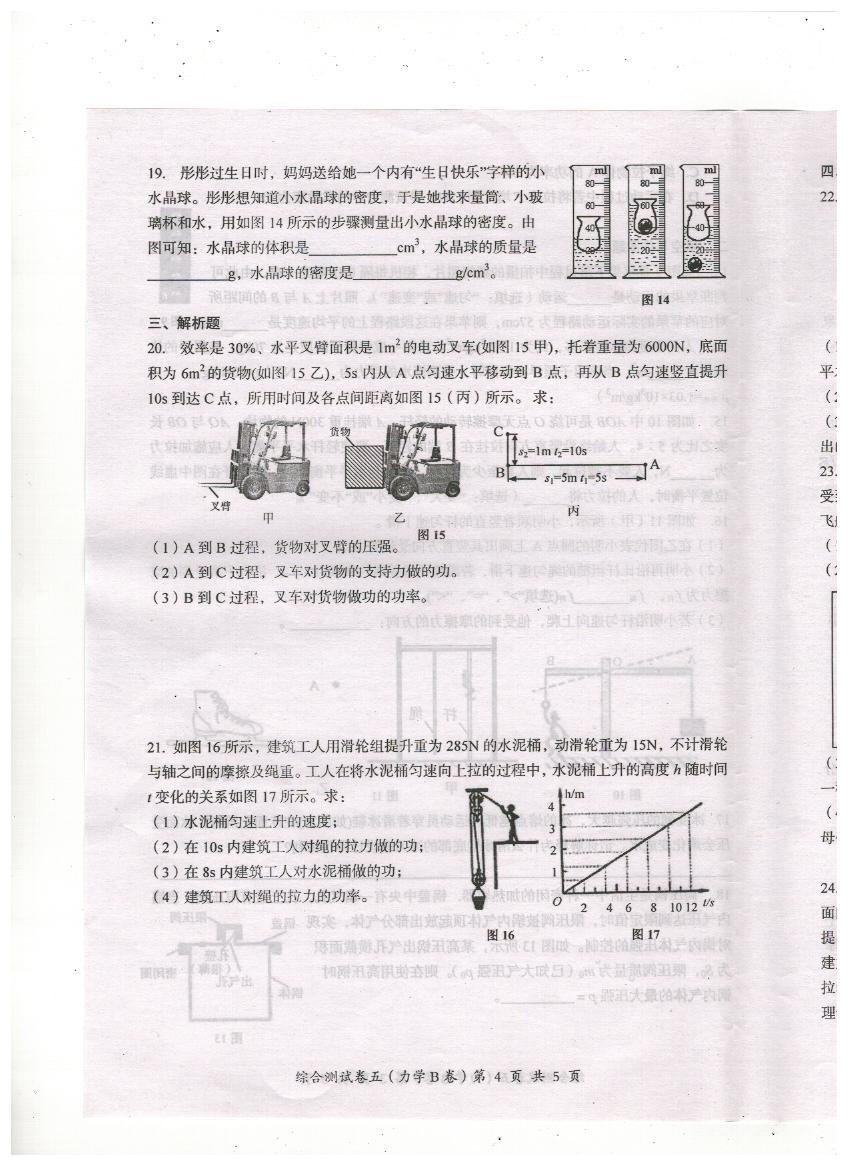 19. 彤彤过生日时，妈妈送给她一个内有“生日快乐”字样的小
水晶球。彤彤想知道小水晶球的密度，于是她找来量筒、小玻
璃杯和水，用如图 14 所示的步骤测量出小水晶球的密度。由
图可知：水晶球的体积是__________cm³，水晶球的质量是
__________g，水晶球的密度是__________g/cm³。
ml 80 60 40 20
ml 80 60 40 20
ml 80 60 40 20
图 14
三、解析题
20. 效率是 30%、水平叉臂面积是 1m²的电动叉车(如图 15 甲)，托着重量为 6000N，底面
积为 6m²的货物(如图 15 乙)，5s 内从 A 点匀速水平移动到 B 点，再从 B 点匀速竖直提升
10s 到达 C 点，所用时间及各点间距离如图 15（丙）所示。 求：
货物
叉臂
C
s₂=1m t₂=10s
B
A
s₁=5m t₁=5s
甲
乙
丙
图 15
（1）A 到 B 过程，货物对叉臂的压强。
（2）A 到 C 过程，叉车对货物的支持力做的功。
（3）B 到 C 过程，叉车对货物做功的功率。
21. 如图 16 所示，建筑工人用滑轮组提升重为 285N 的水泥桶，动滑轮重为 15N，不计滑轮
与轴之间的摩擦及绳重。工人在将水泥桶匀速向上拉的过程中，水泥桶上升的高度 h 随时间
t 变化的关系如图 17 所示。求：
（1）水泥桶匀速上升的速度；
（2）在 10s 内建筑工人对绳的拉力做的功；
（3）在 8s 内建筑工人对水泥桶做的功；
（4）建筑工人对绳的拉力的功率。
h/m
4
3
2
1
O 2 4 6 8 10 12 t/s
图 16
图 17
综合测试卷五（力学 B 卷）第 4 页 共 5 页
四
22.
23.
24.